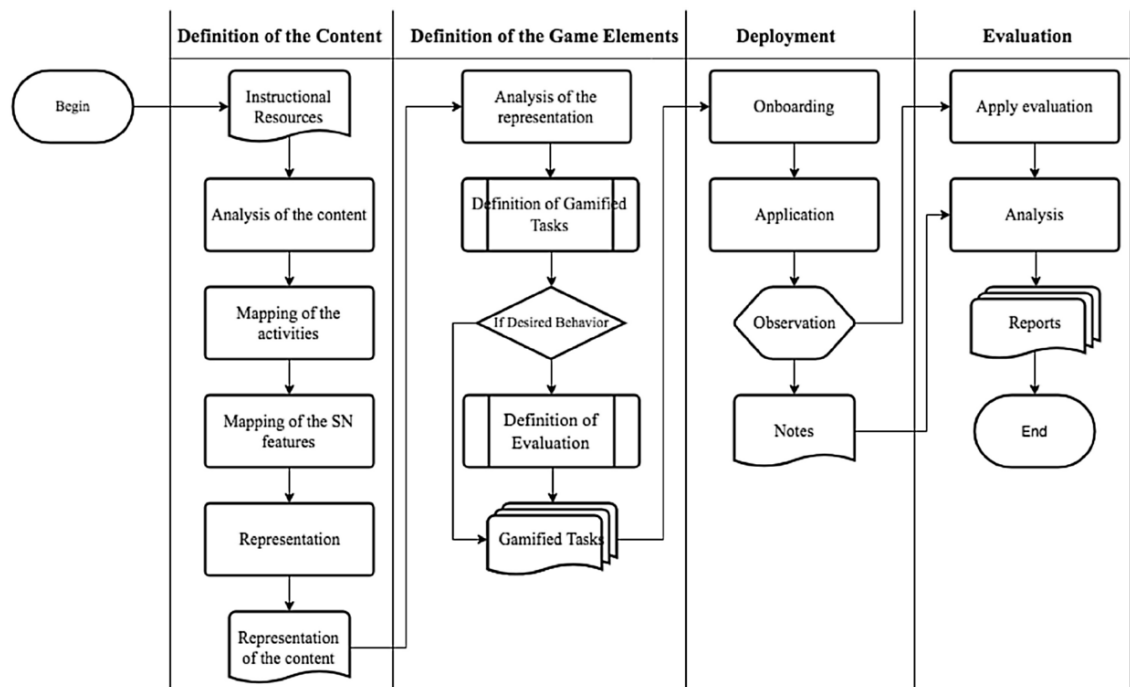 Definition of the Content
Definition of the Game Elements
Deployment
Evaluation
Begin
Instructional
Resources
Analysis of the content
Mapping of the
activities
Mapping of the SN
features
Representation
Representation
of the content
Analysis of the
representation
Definition of Gamified
Tasks
If Desired Behavior
Definition of
Evaluation
Gamified Tasks
Onboarding
Application
Observation
Notes
Apply evaluation
Analysis
Reports
End